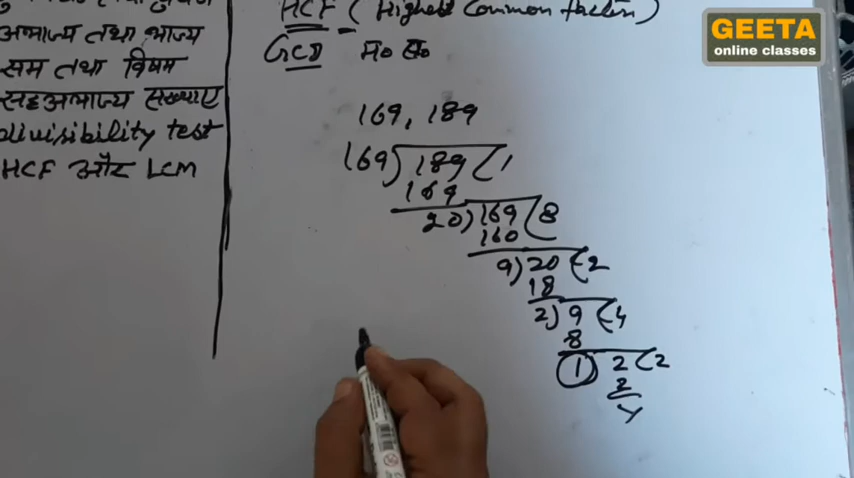 अभाज्य तथा भाज्य
सम तथा विषम
सहअभाज्य संख्याए
divisibility test
HCF और LCM
HCF (Highest Common factor)
GCD म० स०
169, 189
169) 189 (1
169
20) 169 (8
160
9) 20 (2
18
2) 9 (4
8
1) 2 (2
2
GEETA
online classes